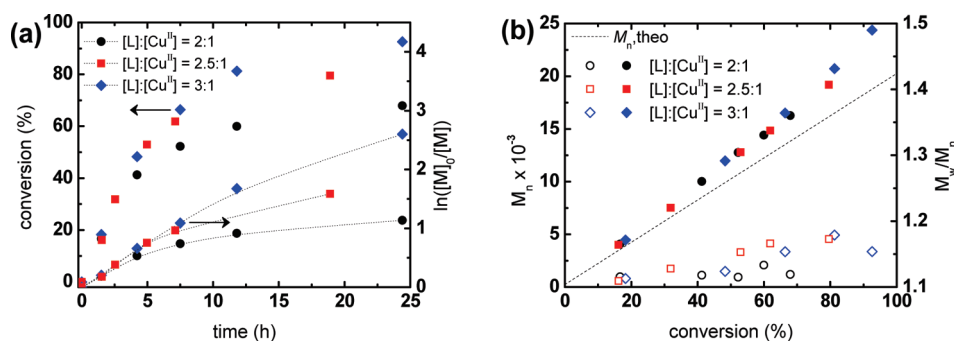 (a)
[L]:[Cu^II] = 2:1
[L]:[Cu^II] = 2.5:1
[L]:[Cu^II] = 3:1
100
80
60
40
20
0
conversion (%)
0 5 10 15 20 25
time (h)
4
3
2
1
0
ln([M]0/[M])
(b)
Mn,theo
[L]:[Cu^II] = 2:1
[L]:[Cu^II] = 2.5:1
[L]:[Cu^II] = 3:1
25
20
15
10
5
0
Mn x 10^-3
0 20 40 60 80 100
conversion (%)
1.5
1.4
1.3
1.2
1.1
Mw/Mn